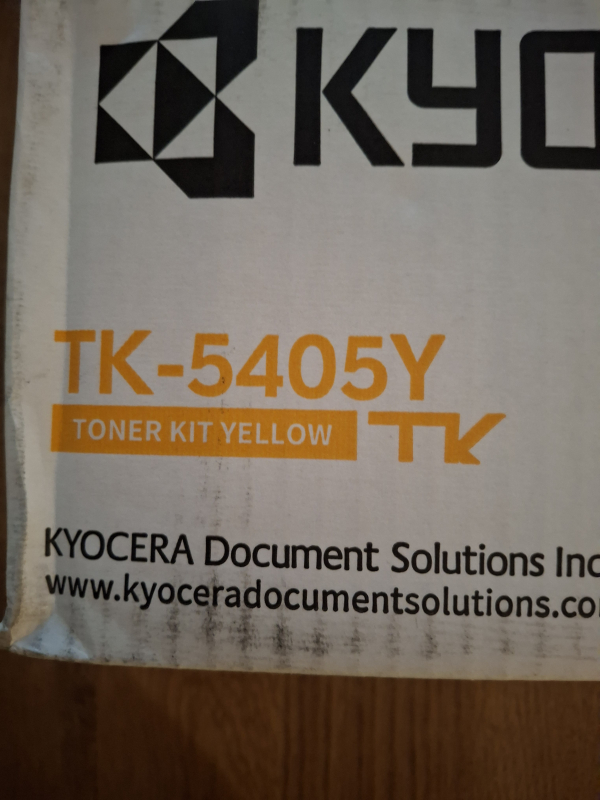 KYO
TK-5405Y
TONER KIT YELLOW TK
KYOCERA Document Solutions Inc
www.kyoceradocumentsolutions.co